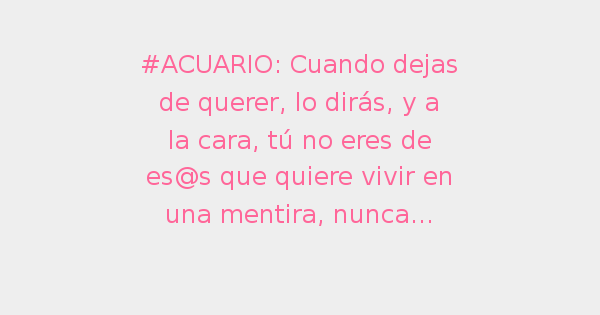 #ACUARIO: Cuando dejas
de querer, lo dirás, y a
la cara, tú no eres de
es@s que quiere vivir en
una mentira, nunca...